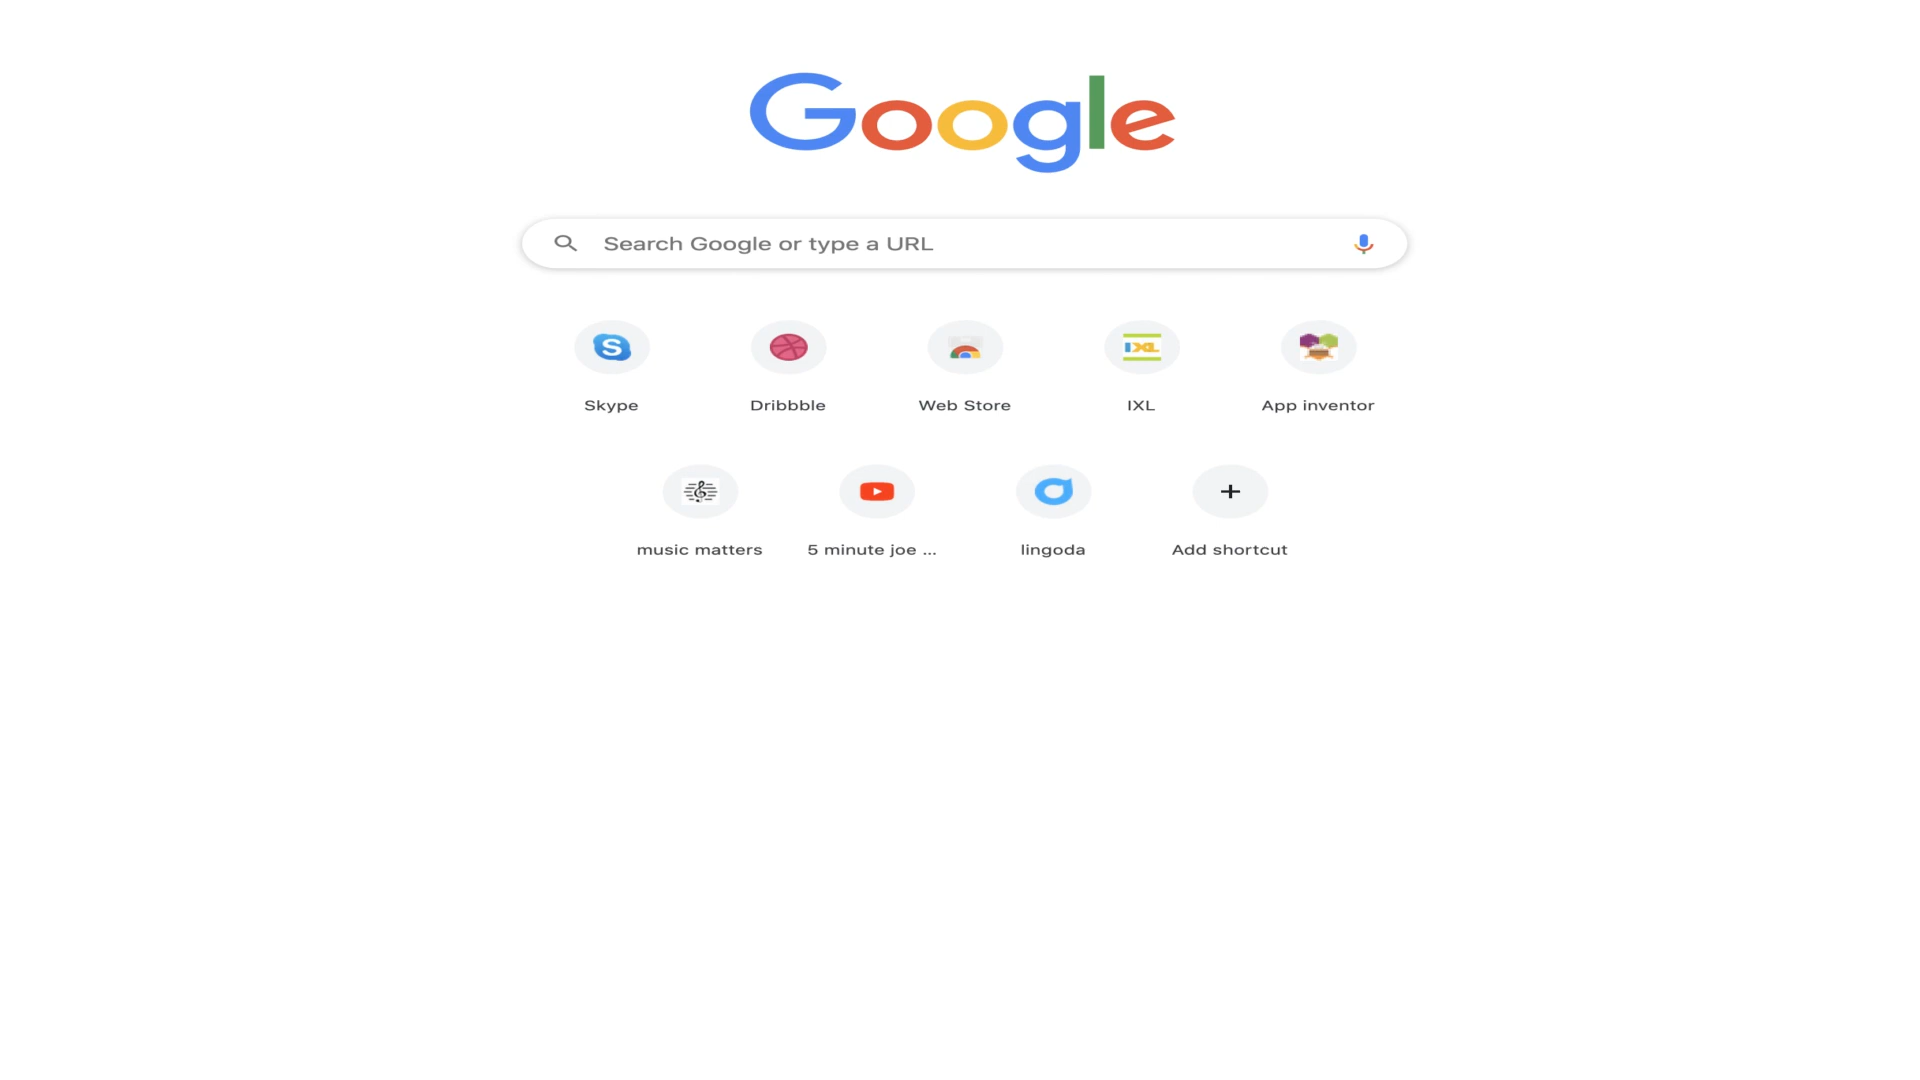 Google
Search Google or type a URL
Skype
Dribbble
Web Store
IXL
App inventor
music matters
5 minute joe ...
lingoda
Add shortcut